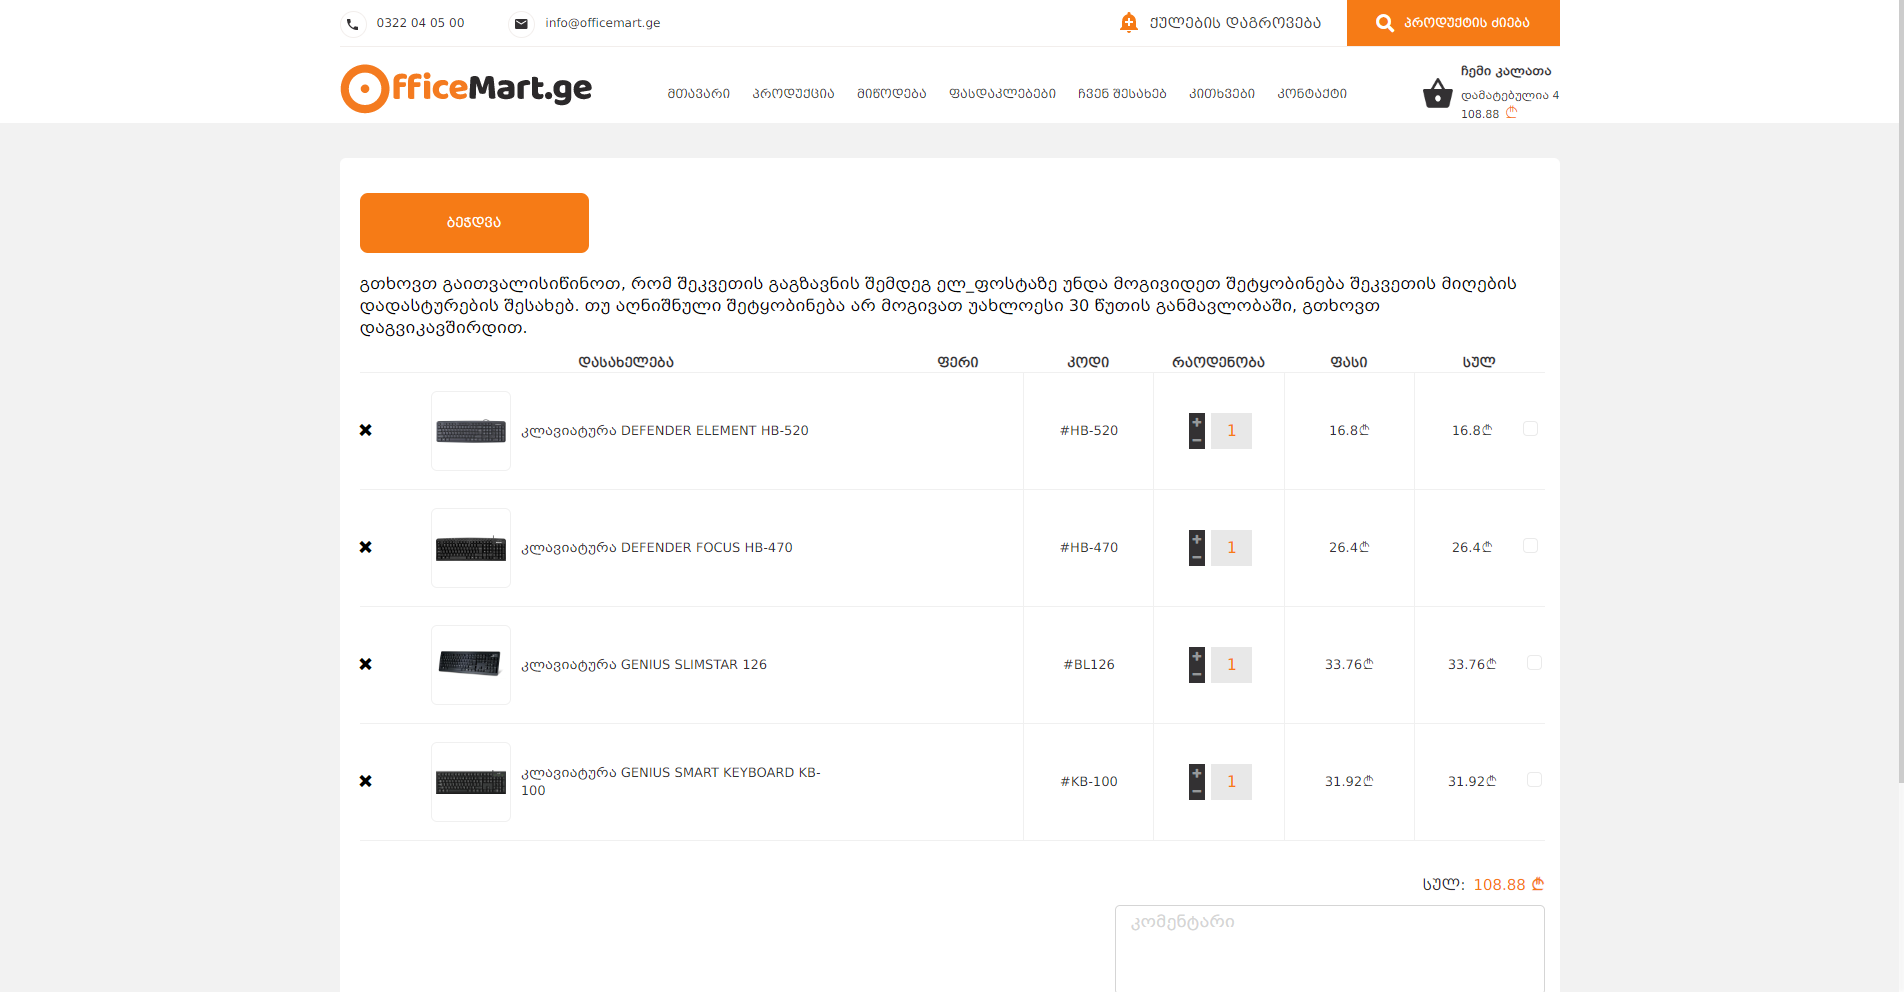 0322 04 05 00
info@officemart.ge
ქულების დაგროვება
პროდუქტის ძიება
OfficeMart.ge
მთავარი
პროდუქცია
მიწოდება
ფასდაკლებები
ჩვენ შესახებ
კითხვები
კონტაქტი
ჩემი კალათა
დამატებულია 4
108.88 ₾
ბეჭდვა
გთხოვთ გაითვალისიწინოთ, რომ შეკვეთის გაგზავნის შემდეგ ელ_ფოსტაზე უნდა მოგივიდეთ შეტყობინება შეკვეთის მიღების
დადასტურების შესახებ. თუ აღნიშნული შეტყობინება არ მოგივათ უახლოესი 30 წუთის განმავლობაში, გთხოვთ
დაგვიკავშირდით.
დასახელება ფერი კოდი რაოდენობა ფასი სულ
კლავიატურა DEFENDER ELEMENT HB-520 #HB-520 1 16.8₾ 16.8₾
კლავიატურა DEFENDER FOCUS HB-470 #HB-470 1 26.4₾ 26.4₾
კლავიატურა GENIUS SLIMSTAR 126 #BL126 1 33.76₾ 33.76₾
კლავიატურა GENIUS SMART KEYBOARD KB-
100 #KB-100 1 31.92₾ 31.92₾
სულ: 108.88 ₾
კომენტარი